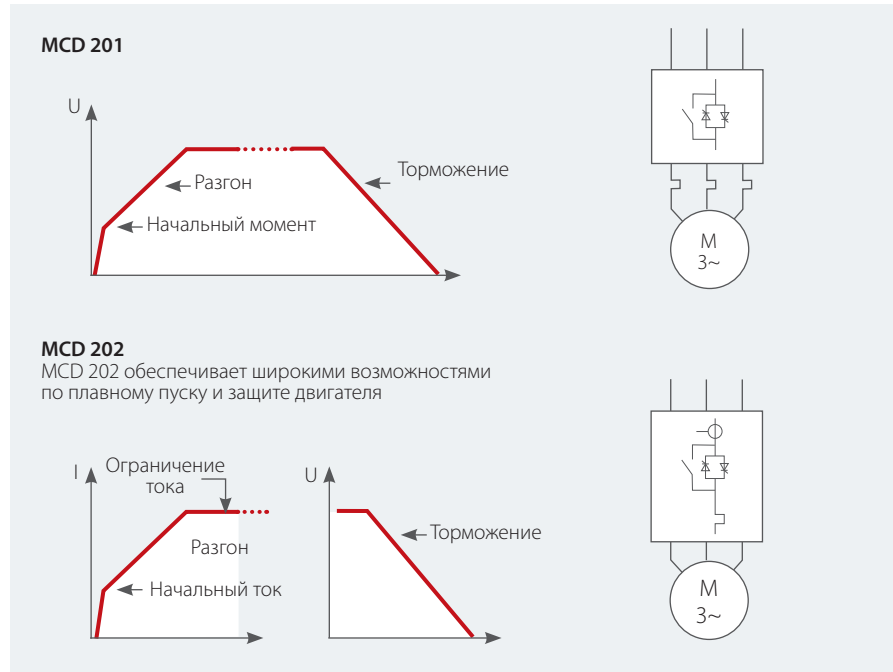 MCD 201
U
Разгон
Начальный момент
Торможение
M
3~
MCD 202
MCD 202 обеспечивает широкими возможностями
по плавному пуску и защите двигателя
I
Ограничение
тока
Разгон
Начальный ток
U
Торможение
M
3~